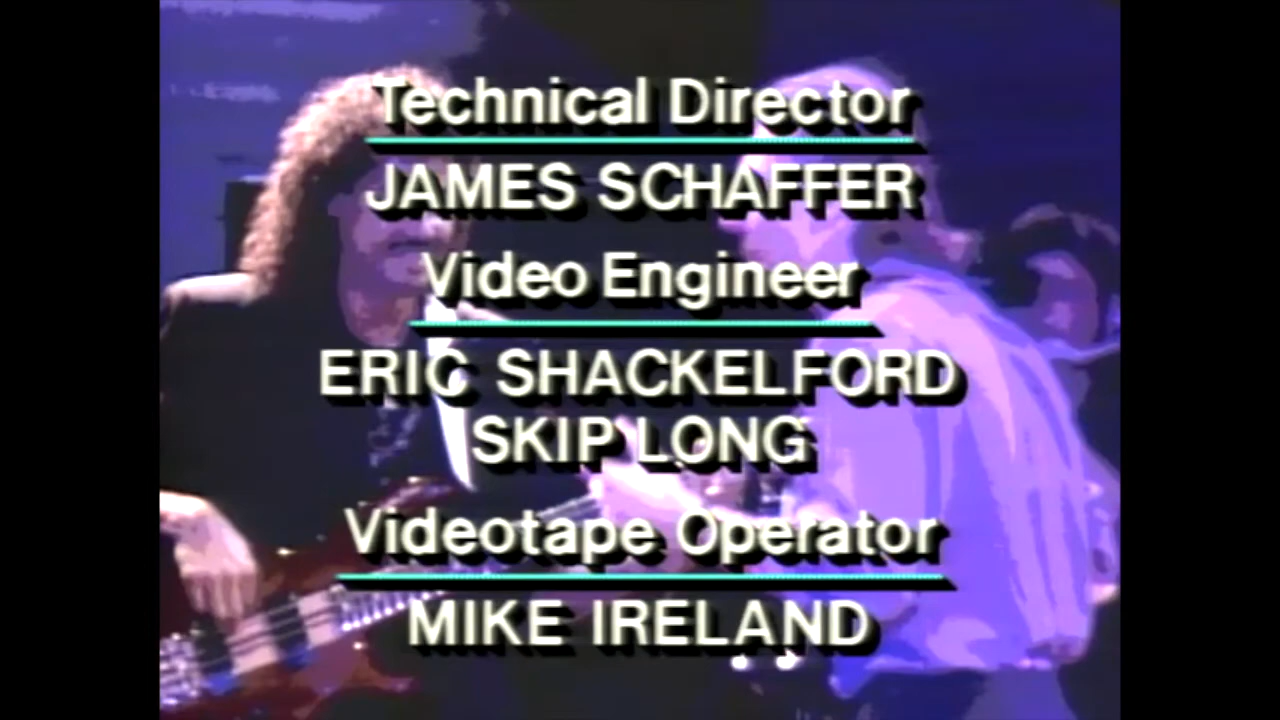 Technical Director
JAMES SCHAFFER
Video Engineer
ERIC SHACKELFORD
SKIP LONG
Videotape Operator
MIKE IRELAND